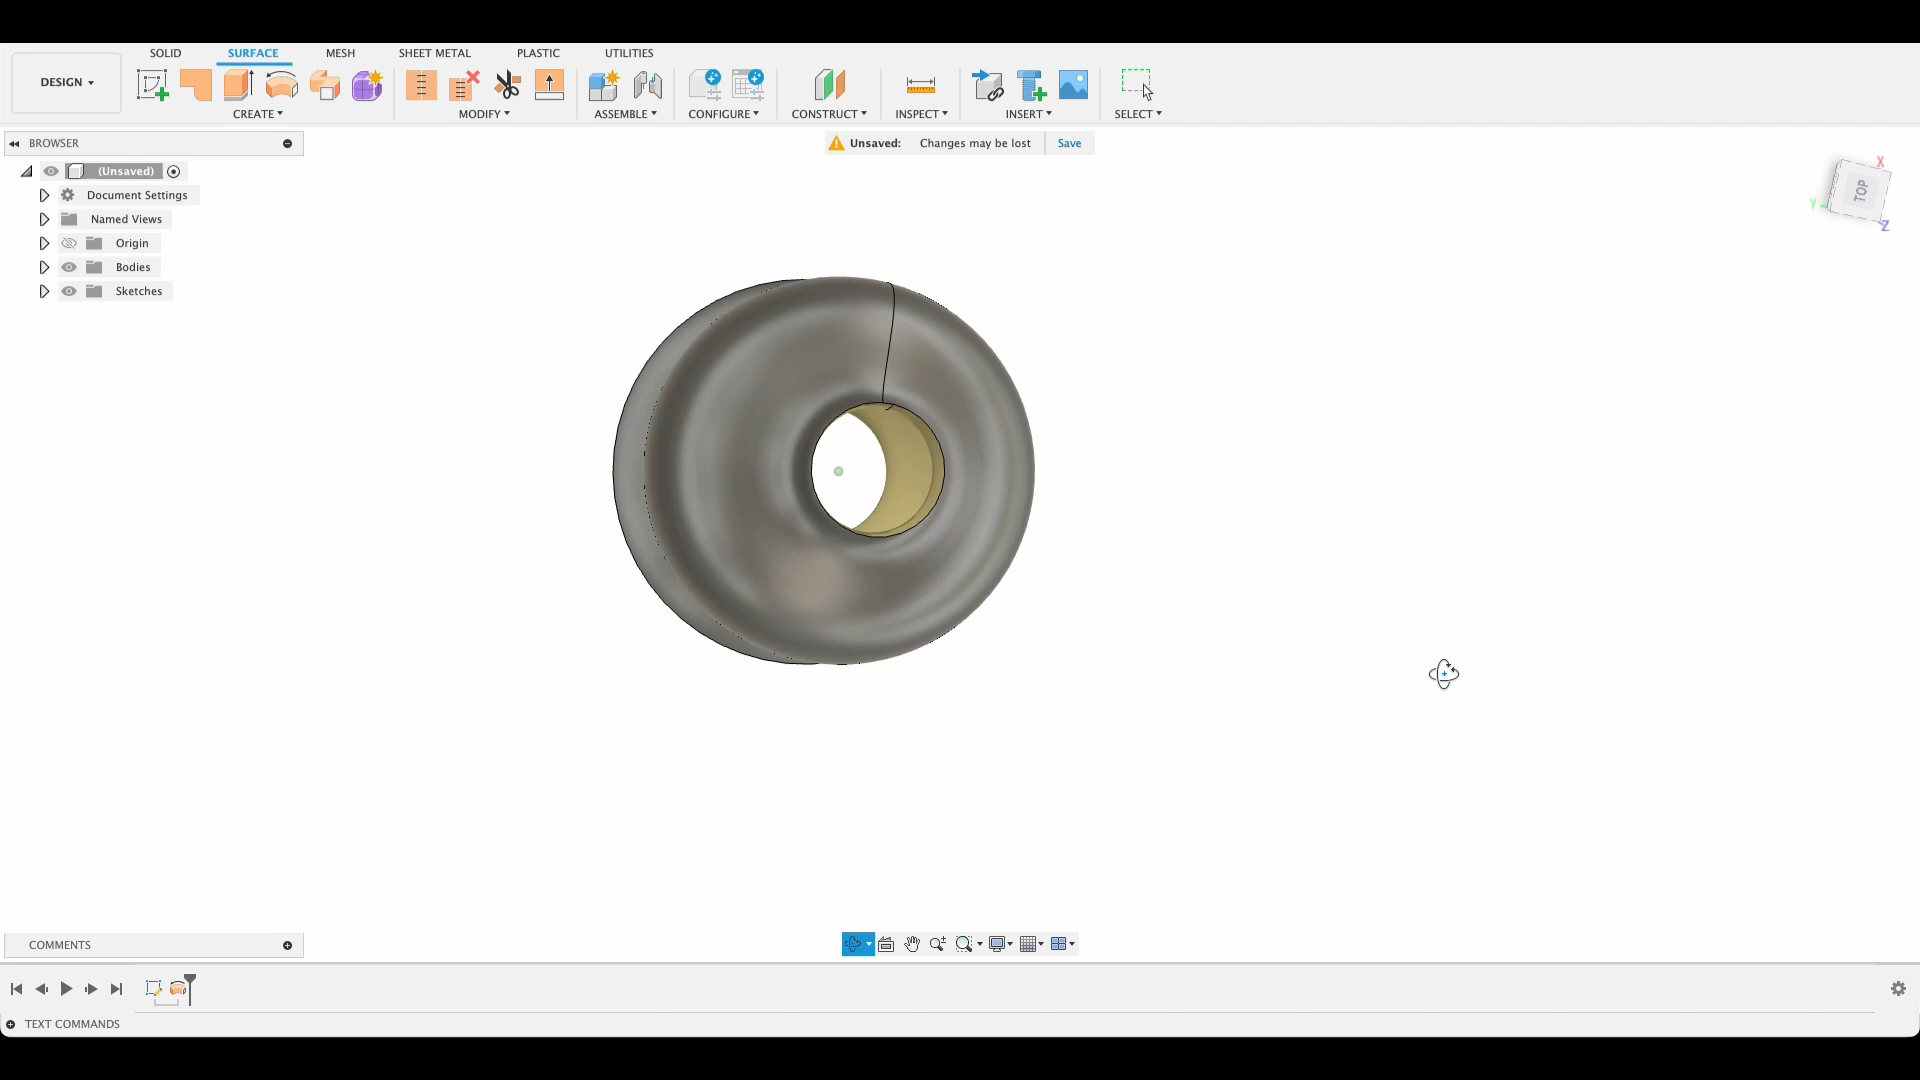 SOLID SURFACE MESH SHEET METAL PLASTIC UTILITIES
DESIGN
CREATE MODIFY ASSEMBLE CONFIGURE CONSTRUCT INSPECT INSERT SELECT
BROWSER
Unsaved: Changes may be lost Save
(Unsaved)
Document Settings
Named Views
Origin
Bodies
Sketches
X
TOP
Y
Z
COMMENTS
TEXT COMMANDS